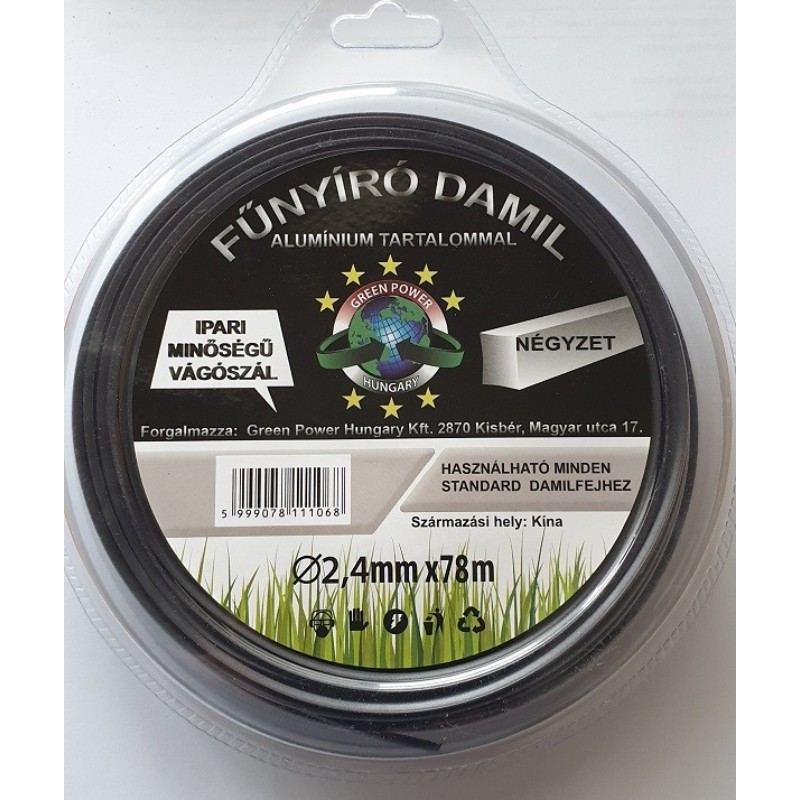 FŰNYÍRÓ DAMIL
ALUMÍNIUM TARTALOMMAL
GREEN POWER
HUNGARY
IPARI
MINŐSÉGŰ
VÁGÓSZÁL
NÉGYZET
Forgalmazza: Green Power Hungary Kft. 2870 Kisbér, Magyar utca 17.
5 999078 111068
HASZNÁLHATÓ MINDEN
STANDARD DAMILFEJHEZ
Származási hely: Kína
Ø2,4mm x78m